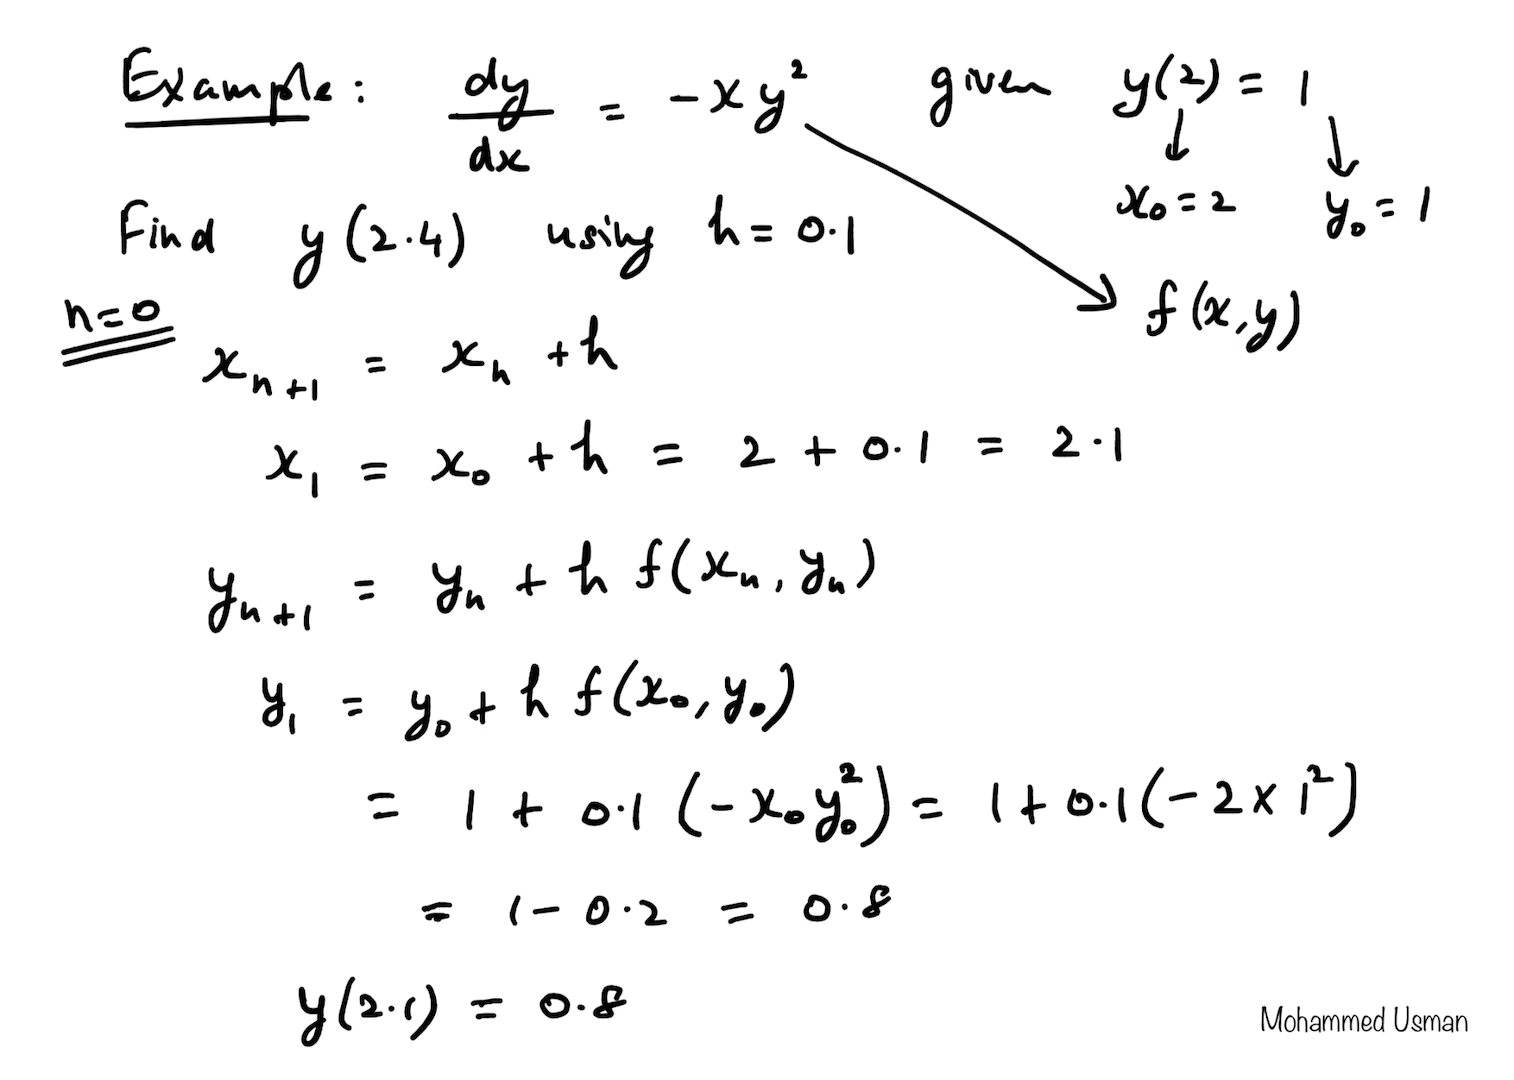 Example: dy/dx = -xy² given y(2) = 1
↓ ↓
x₀ = 2 y₀ = 1
Find y(2.4) using h = 0.1
f(x,y)
n=0
xₙ₊₁ = xₙ + h
x₁ = x₀ + h = 2 + 0.1 = 2.1
yₙ₊₁ = yₙ + h f(xₙ, yₙ)
y₁ = y₀ + h f(x₀, y₀)
= 1 + 0.1 (-x₀y₀²) = 1 + 0.1(-2 x 1²)
= 1 - 0.2 = 0.8
y(2.1) = 0.8
Mohammed Usman